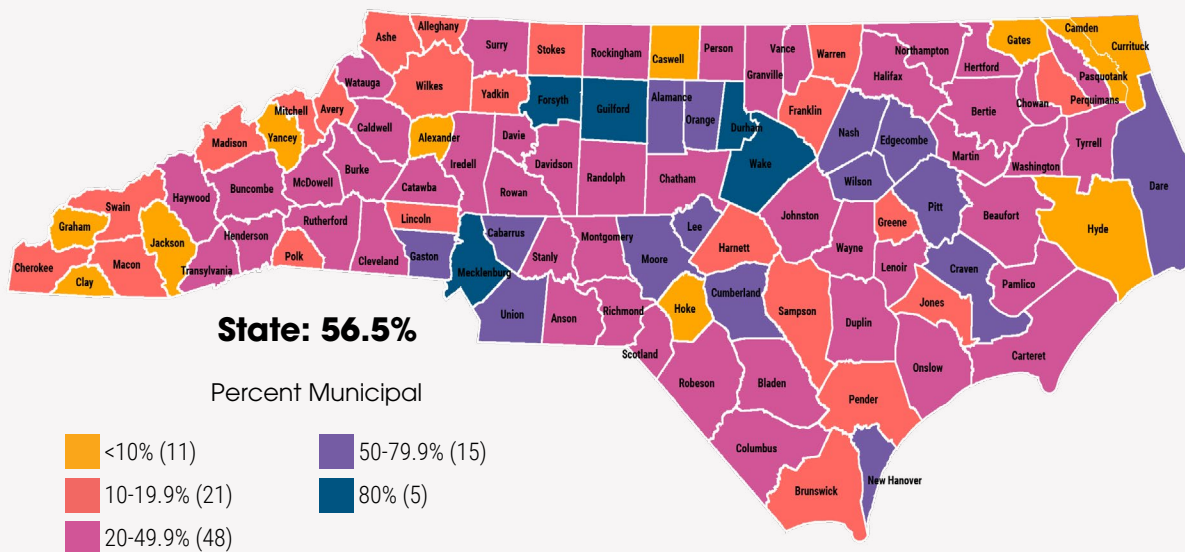 Alleghany
Ashe
Surry
Stokes
Rockingham
Caswell
Person
Vance
Granville
Warren
Northampton
Gates
Camden
Currituck
Hertford
Halifax
Pasquotank
Perquimans
Chowan
Bertie
Watauga
Wilkes
Yadkin
Forsyth
Guilford
Alamance
Orange
Durham
Franklin
Nash
Edgecombe
Martin
Washington
Tyrrell
Dare
Mitchell
Avery
Yancey
Madison
Caldwell
Alexander
Iredell
Davie
Davidson
Randolph
Chatham
Wake
Wilson
Pitt
Beaufort
Hyde
Haywood
Buncombe
McDowell
Burke
Catawba
Rowan
Johnston
Greene
Wayne
Lenoir
Craven
Pamlico
Swain
Graham
Jackson
Cherokee
Macon
Clay
Transylvania
Henderson
Polk
Rutherford
Cleveland
Lincoln
Gaston
Mecklenburg
Cabarrus
Stanly
Montgomery
Moore
Lee
Harnett
Union
Anson
Richmond
Scotland
Hoke
Cumberland
Sampson
Duplin
Jones
Onslow
Carteret
Robeson
Bladen
Pender
Columbus
Brunswick
New Hanover
State: 56.5%
Percent Municipal
<10% (11)
10-19.9% (21)
20-49.9% (48)
50-79.9% (15)
80% (5)